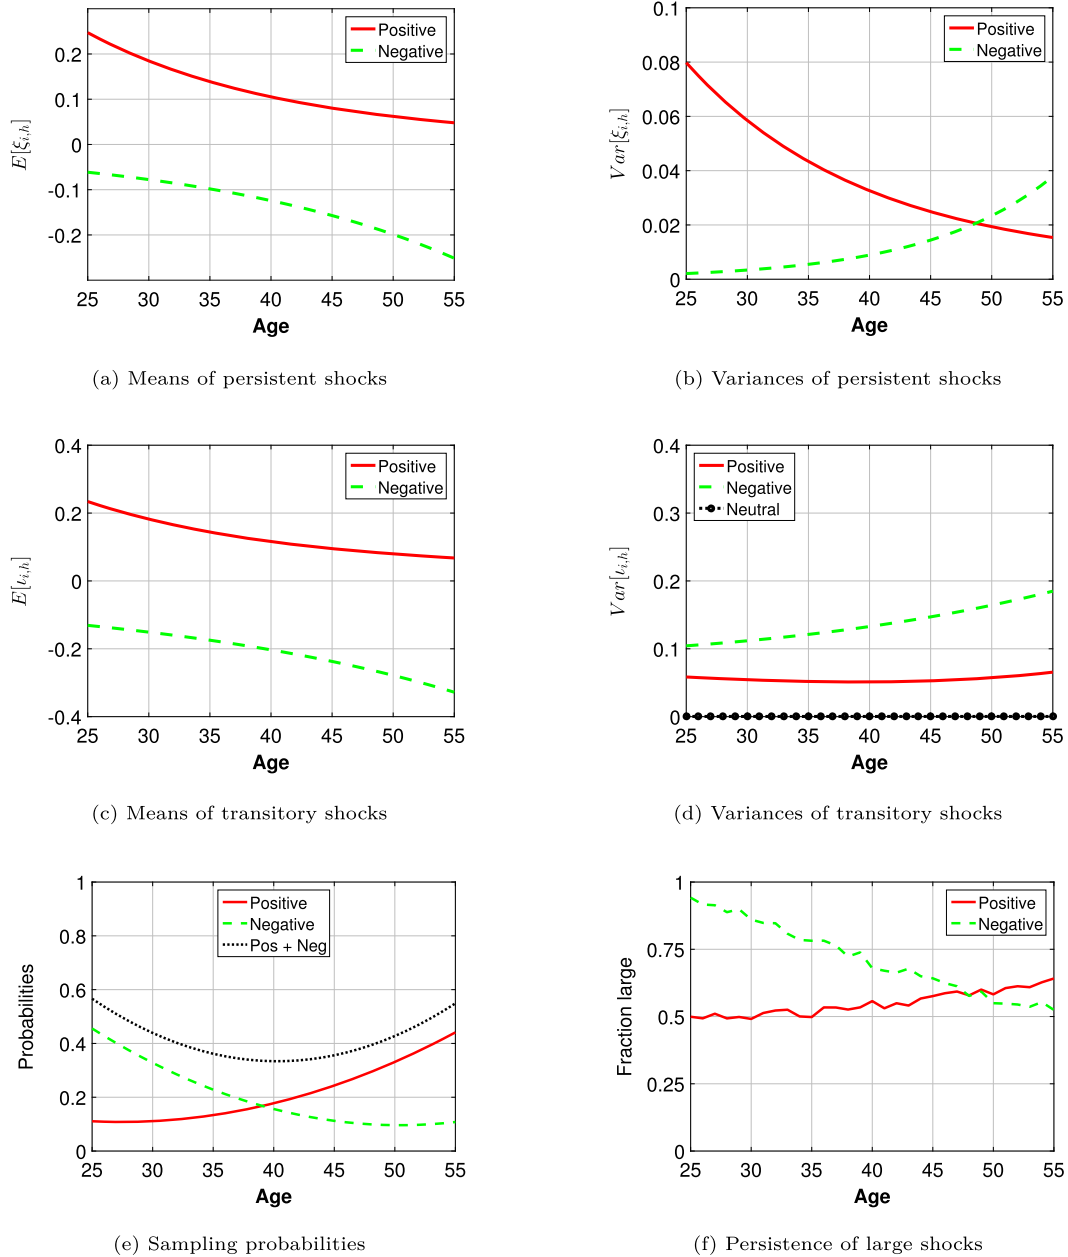 Positive
Negative
0.2
0.1
0
-0.1
-0.2
E[ξi,h]
25 30 35 40 45 50 55
Age
(a) Means of persistent shocks
Positive
Negative
0.1
0.08
0.06
0.04
0.02
0
Var[ξi,h]
25 30 35 40 45 50 55
Age
(b) Variances of persistent shocks
Positive
Negative
0.4
0.2
0
-0.2
-0.4
E[ιi,h]
25 30 35 40 45 50 55
Age
(c) Means of transitory shocks
Positive
Negative
Neutral
0.4
0.3
0.2
0.1
0
Var[ιi,h]
25 30 35 40 45 50 55
Age
(d) Variances of transitory shocks
Positive
Negative
Pos + Neg
1
0.8
0.6
0.4
0.2
0
Probabilities
25 30 35 40 45 50 55
Age
(e) Sampling probabilities
Positive
Negative
1
0.75
0.5
0.25
0
Fraction large
25 30 35 40 45 50 55
Age
(f) Persistence of large shocks